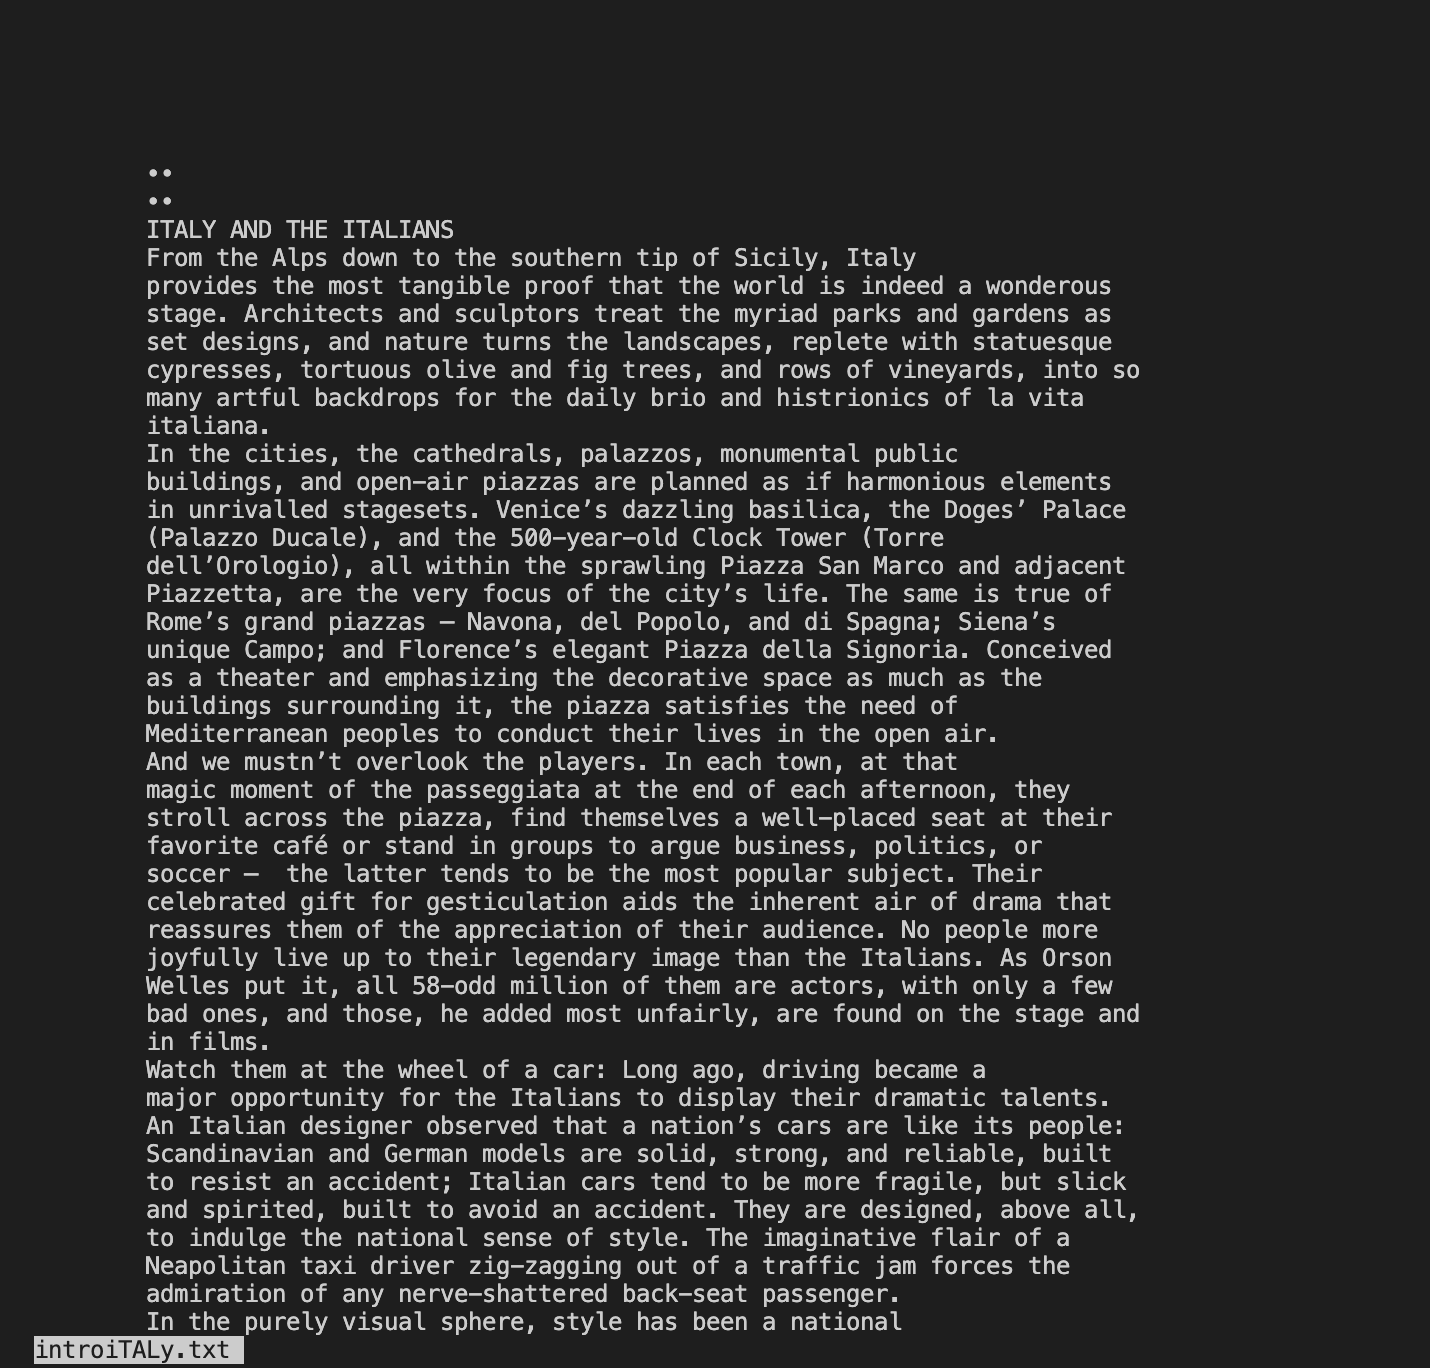 ••
••
ITALY AND THE ITALIANS
From the Alps down to the southern tip of Sicily, Italy
provides the most tangible proof that the world is indeed a wonderous
stage. Architects and sculptors treat the myriad parks and gardens as
set designs, and nature turns the landscapes, replete with statuesque
cypresses, tortuous olive and fig trees, and rows of vineyards, into so
many artful backdrops for the daily brio and histrionics of la vita
italiana.
In the cities, the cathedrals, palazzos, monumental public
buildings, and open-air piazzas are planned as if harmonious elements
in unrivalled stagesets. Venice’s dazzling basilica, the Doges’ Palace
(Palazzo Ducale), and the 500-year-old Clock Tower (Torre
dell’Orologio), all within the sprawling Piazza San Marco and adjacent
Piazzetta, are the very focus of the city’s life. The same is true of
Rome’s grand piazzas — Navona, del Popolo, and di Spagna; Siena’s
unique Campo; and Florence’s elegant Piazza della Signoria. Conceived
as a theater and emphasizing the decorative space as much as the
buildings surrounding it, the piazza satisfies the need of
Mediterranean peoples to conduct their lives in the open air.
And we mustn’t overlook the players. In each town, at that
magic moment of the passeggiata at the end of each afternoon, they
stroll across the piazza, find themselves a well-placed seat at their
favorite café or stand in groups to argue business, politics, or
soccer —  the latter tends to be the most popular subject. Their
celebrated gift for gesticulation aids the inherent air of drama that
reassures them of the appreciation of their audience. No people more
joyfully live up to their legendary image than the Italians. As Orson
Welles put it, all 58-odd million of them are actors, with only a few
bad ones, and those, he added most unfairly, are found on the stage and
in films.
Watch them at the wheel of a car: Long ago, driving became a
major opportunity for the Italians to display their dramatic talents.
An Italian designer observed that a nation’s cars are like its people:
Scandinavian and German models are solid, strong, and reliable, built
to resist an accident; Italian cars tend to be more fragile, but slick
and spirited, built to avoid an accident. They are designed, above all,
to indulge the national sense of style. The imaginative flair of a
Neapolitan taxi driver zig-zagging out of a traffic jam forces the
admiration of any nerve-shattered back-seat passenger.
In the purely visual sphere, style has been a national
introiTALy.txt